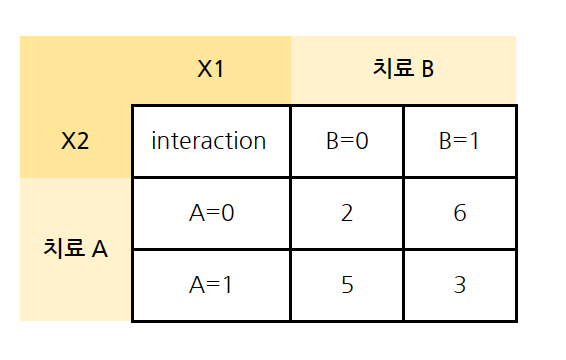 X1 치료 B
X2 interaction B=0 B=1
치료 A
A=0 2 6
A=1 5 3